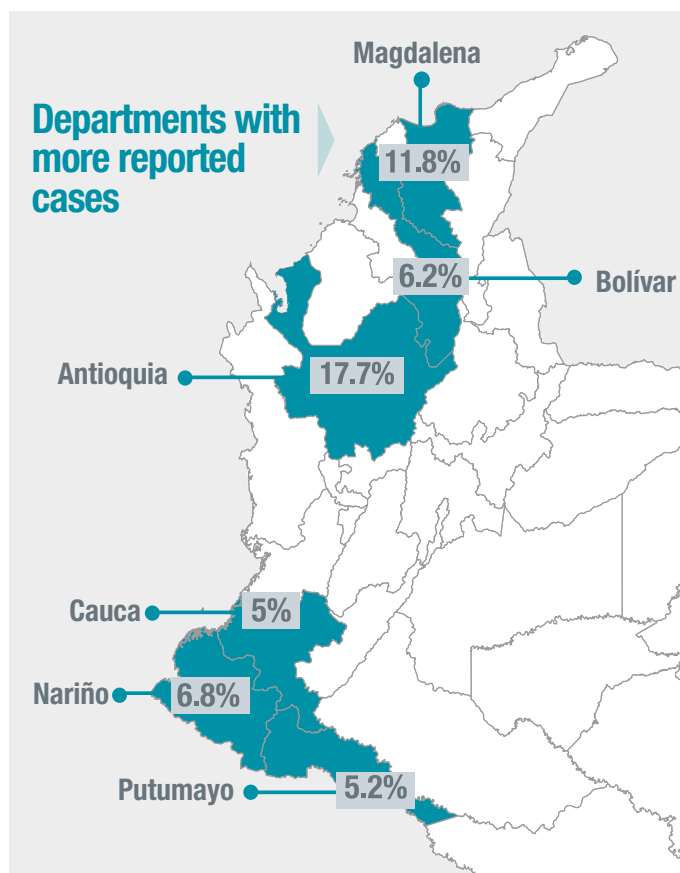 Magdalena
Departments with
more reported
cases
11.8%
6.2%
Bolívar
Antioquia
17.7%
Cauca
5%
Nariño
6.8%
Putumayo
5.2%